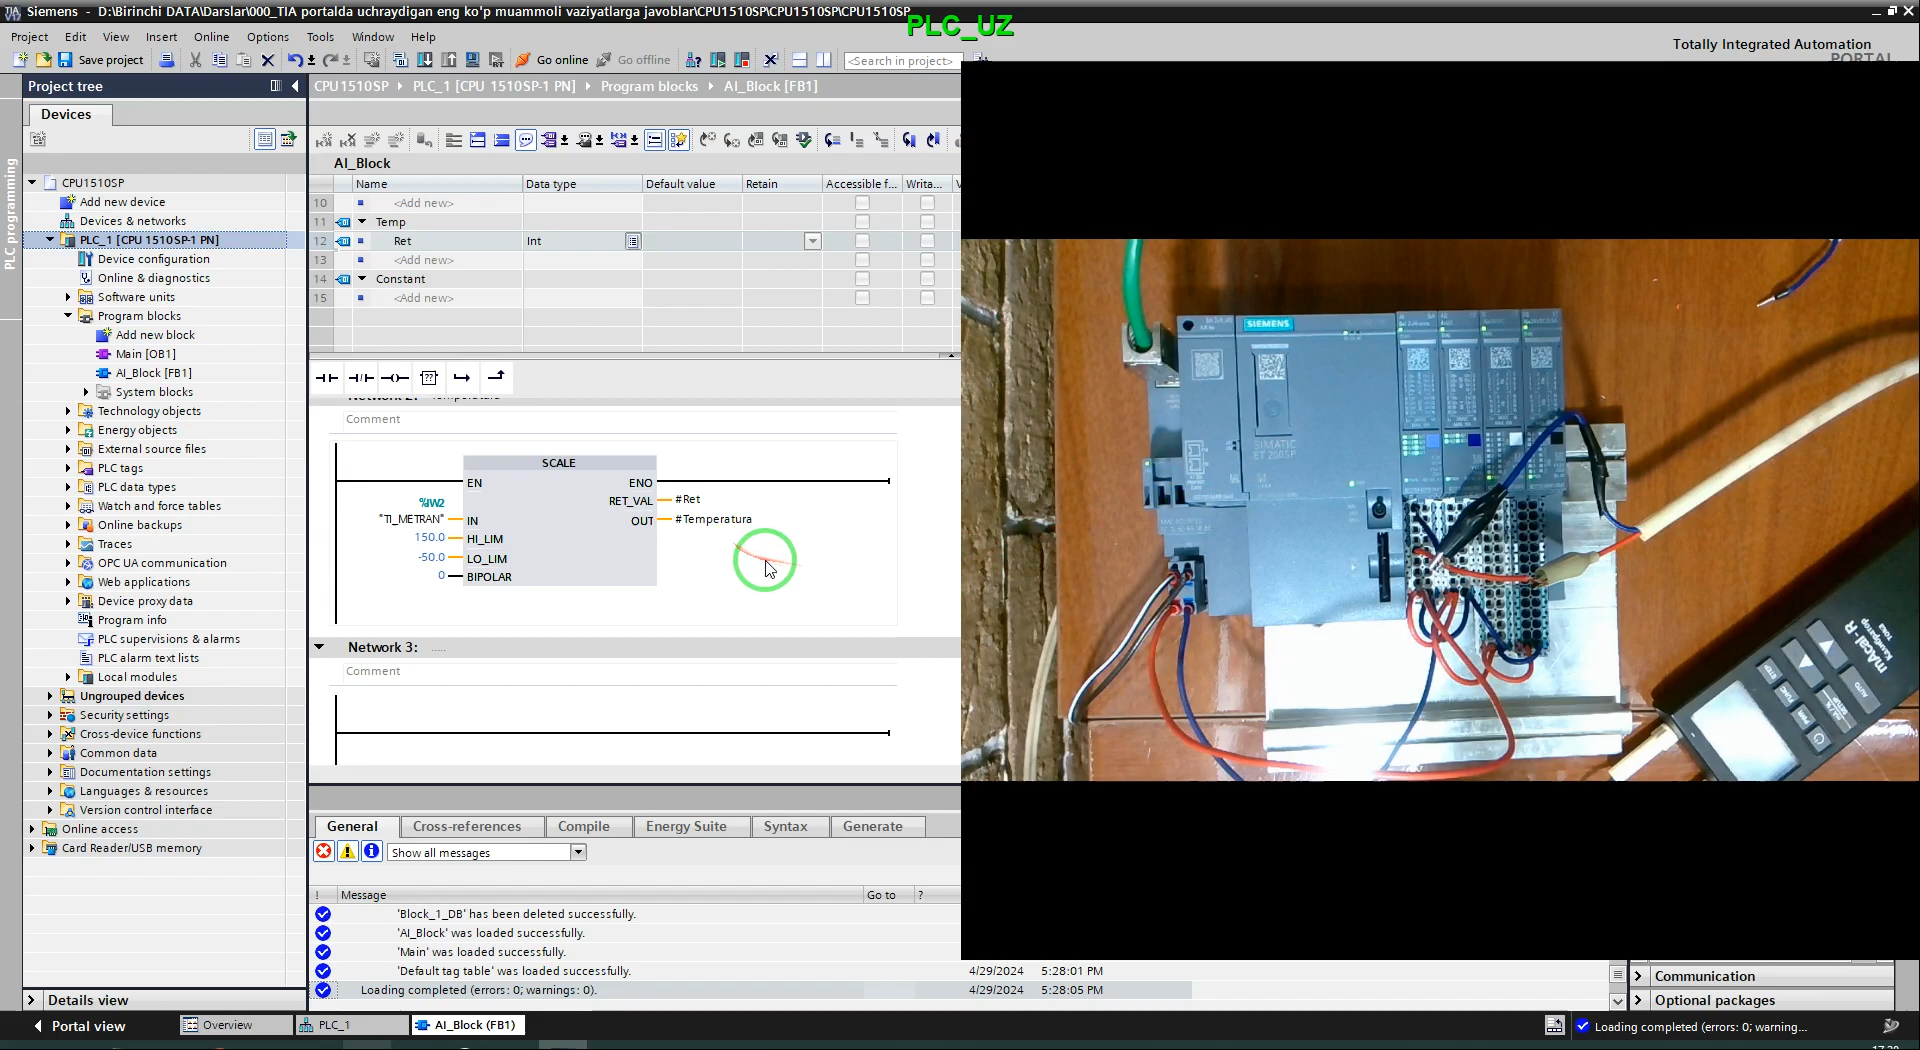 Siemens - D:\Birinchi DATA\Darslar\000_TIA portalda uchraydigan eng ko'p muammoli vaziyatlarga javoblar\CPU1510SP\CPU1510SP\CPU1510SP
PLC_UZ
Project Edit View Insert Online Options Tools Window Help
Totally Integrated Automation
PORTAL
Save project
Go online
Go offline
<Search in project>
Project tree
CPU1510SP PLC_1 [CPU 1510SP-1 PN] Program blocks AI_Block [FB1]
Devices
PLC programming
CPU1510SP
Add new device
Devices & networks
PLC_1 [CPU 1510SP-1 PN]
Device configuration
Online & diagnostics
Software units
Program blocks
Add new block
Main [OB1]
AI_Block [FB1]
System blocks
Technology objects
Energy objects
External source files
PLC tags
PLC data types
Watch and force tables
Online backups
Traces
OPC UA communication
Web applications
Device proxy data
Program info
PLC supervisions & alarms
PLC alarm text lists
Local modules
Ungrouped devices
Security settings
Cross-device functions
Common data
Documentation settings
Languages & resources
Version control interface
Online access
Card Reader/USB memory
Details view
AI_Block
Name Data type Default value Retain Accessible f... Writa...
10 <Add new>
11 Temp
12 Ret Int
13 <Add new>
14 Constant
15 <Add new>
Comment
SCALE
EN ENO
%IW2 RET_VAL #Ret
"TI_METRAN" IN OUT #Temperatura
150.0 HI_LIM
-50.0 LO_LIM
0 BIPOLAR
Network 3: .....
Comment
General Cross-references Compile Energy Suite Syntax Generate
Show all messages
! Message Go to ?
'Block_1_DB' has been deleted successfully.
'AI_Block' was loaded successfully.
'Main' was loaded successfully.
'Default tag table' was loaded successfully. 4/29/2024 5:28:01 PM
Loading completed (errors: 0; warnings: 0). 4/29/2024 5:28:05 PM
SIEMENS
SIMATIC
ET 200SP
mAcal-R
Калибратор
тока
AUTO
FUNC
Communication
Optional packages
Portal view
Overview
PLC_1
AI_Block (FB1)
Loading completed (errors: 0; warning...